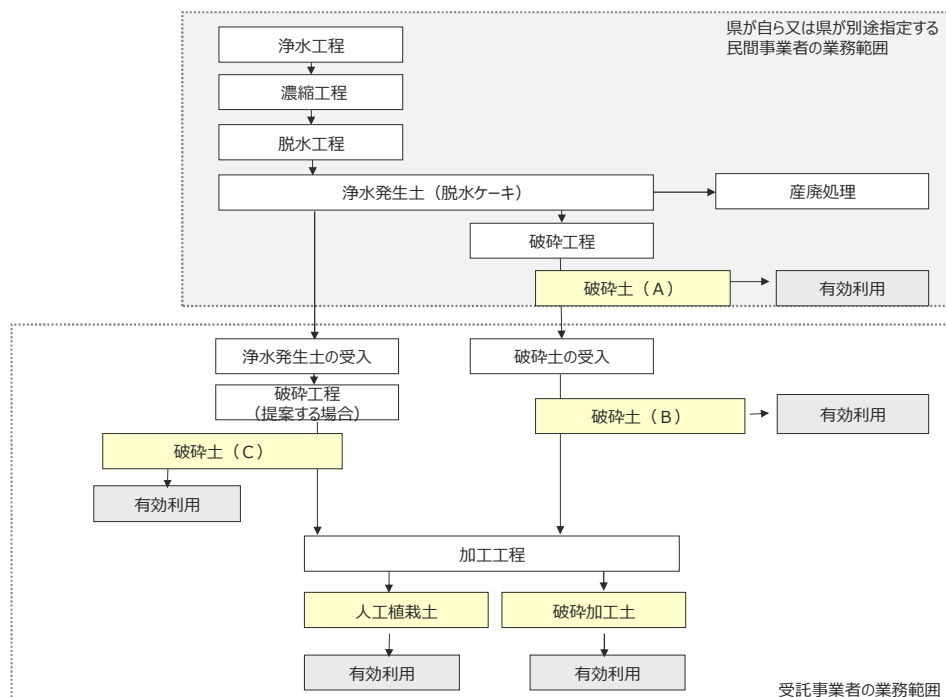 県が自ら又は県が別途指定する
民間事業者の業務範囲
浄水工程
濃縮工程
脱水工程
浄水発生土（脱水ケーキ）
産廃処理
破砕工程
破砕土（A）
有効利用
浄水発生土の受入
破砕土の受入
破砕工程
（提案する場合）
破砕土（B）
有効利用
破砕土（C）
有効利用
加工工程
人工植栽土
破砕加工土
有効利用
有効利用
受託事業者の業務範囲